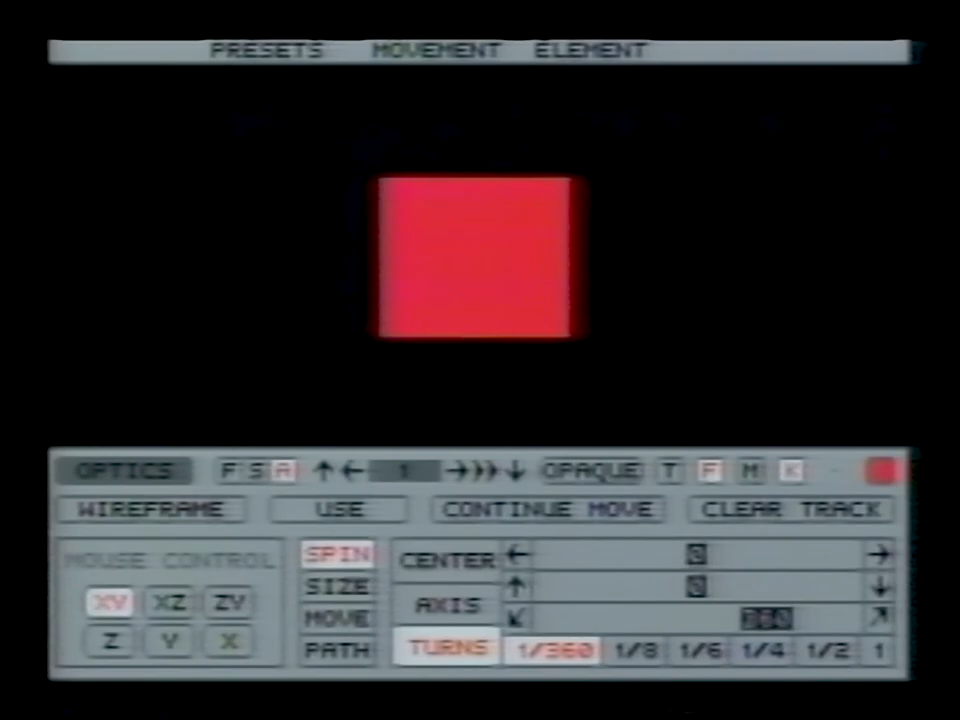 PRESETS MOVEMENT ELEMENT
OPTICS F S A ↑ ← 1 → ↓ OPAQUE T F M K
WIREFRAME USE CONTINUE MOVE CLEAR TRACK
MOUSE CONTROL SPIN CENTER ← 0 →
SIZE ↑ 0 ↓
XY XZ ZY AXIS
MOVE ↙ 360 ↗
Z Y X PATH TURNS 1/360 1/8 1/6 1/4 1/2 1